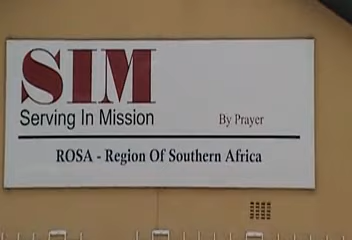 SIM
Serving In Mission
By Prayer
ROSA - Region Of Southern Africa